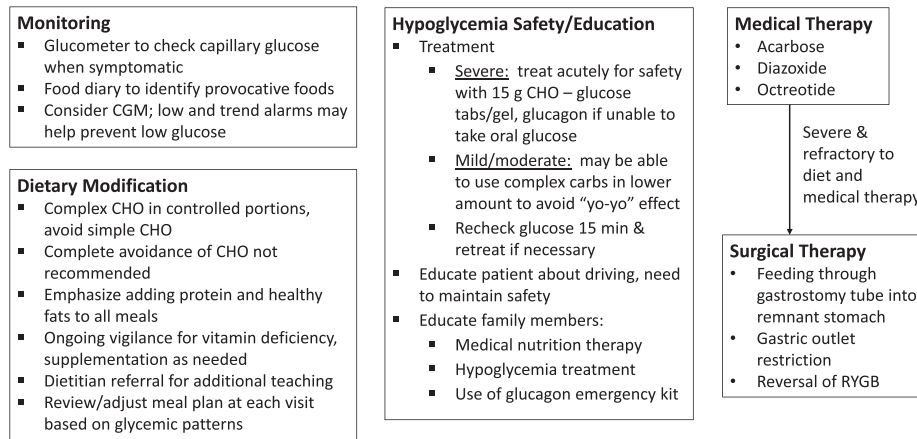 Monitoring
▪ Glucometer to check capillary glucose
when symptomatic
▪ Food diary to identify provocative foods
▪ Consider CGM; low and trend alarms may
help prevent low glucose
Dietary Modification
▪ Complex CHO in controlled portions,
avoid simple CHO
▪ Complete avoidance of CHO not
recommended
▪ Emphasize adding protein and healthy
fats to all meals
▪ Ongoing vigilance for vitamin deficiency,
supplementation as needed
▪ Dietitian referral for additional teaching
▪ Review/adjust meal plan at each visit
based on glycemic patterns
Hypoglycemia Safety/Education
▪ Treatment
▪ Severe: treat acutely for safety
with 15 g CHO – glucose
tabs/gel, glucagon if unable to
take oral glucose
▪ Mild/moderate: may be able
to use complex carbs in lower
amount to avoid “yo-yo” effect
▪ Recheck glucose 15 min &
retreat if necessary
▪ Educate patient about driving, need
to maintain safety
▪ Educate family members:
▪ Medical nutrition therapy
▪ Hypoglycemia treatment
▪ Use of glucagon emergency kit
Medical Therapy
• Acarbose
• Diazoxide
• Octreotide
Severe &
refractory to
diet and
medical therapy
Surgical Therapy
• Feeding through
gastrostomy tube into
remnant stomach
• Gastric outlet
restriction
• Reversal of RYGB